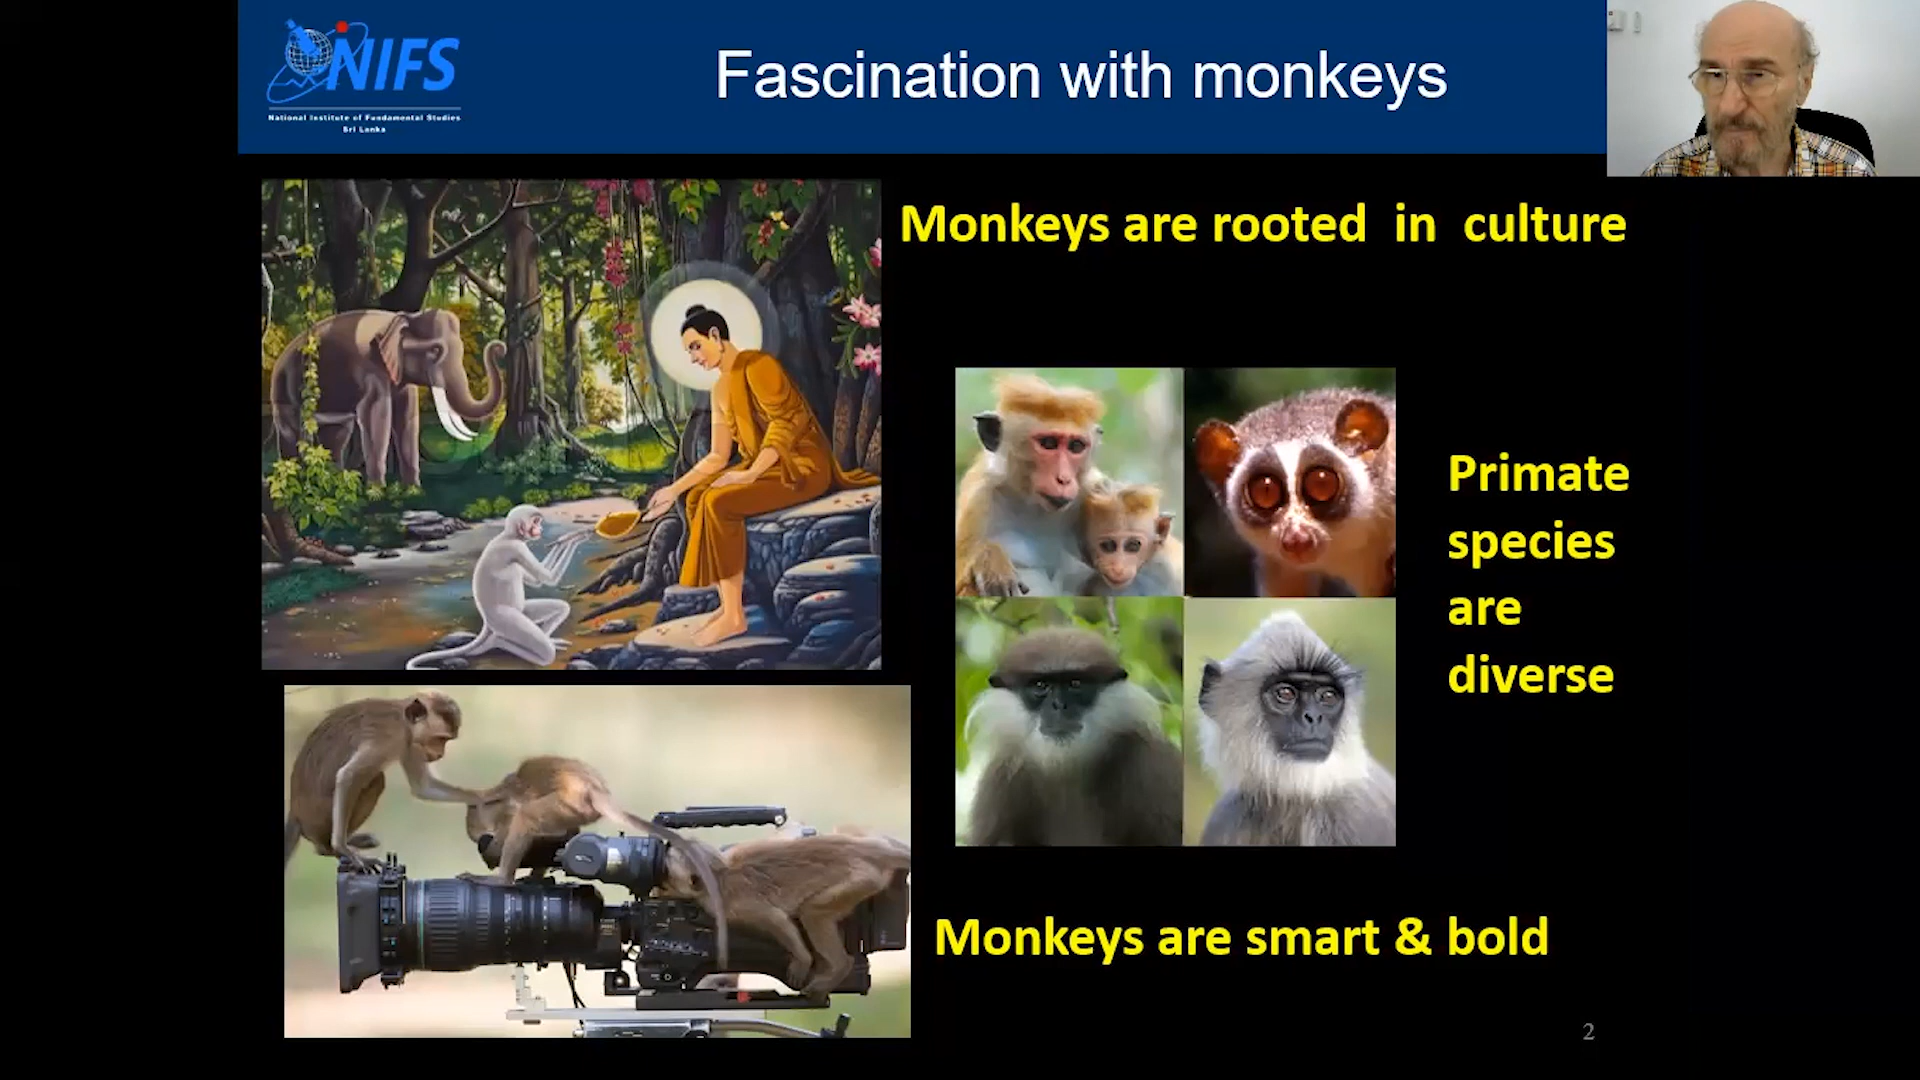 NIFS
National Institute of Fundamental Studies
Sri Lanka
Fascination with monkeys
Monkeys are rooted in culture
Primate
species
are
diverse
Monkeys are smart & bold
2